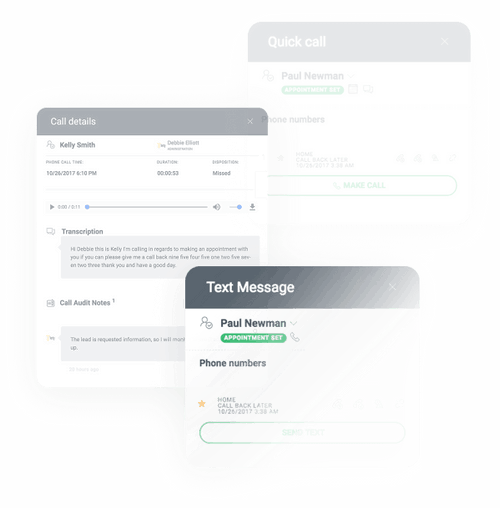 Quick call
Paul Newman
APPOINTMENT SET
Phone numbers
HOME
CALL BACK LATER
10/26/2017 3:38 AM
MAKE CALL
Call details
Kelly Smith
Debbie Elliott
PHONE CALL TIME:
DURATION:
DISPOSITION:
10/26/2017 6:10 PM
00:00:53
Missed
0:00 / 0:11
Transcription
Hi Debbie this is Kelly I'm calling in regards to making an appointment with
you if you can please give me a call back nine five four five one two five sev-
en two three thank you and have a good day.
Call Audit Notes 1
The lead is requested information, so I will
up.
Text Message
Paul Newman
APPOINTMENT SET
Phone numbers
HOME
CALL BACK LATER
10/26/2017 3:38 AM
SEND TEXT